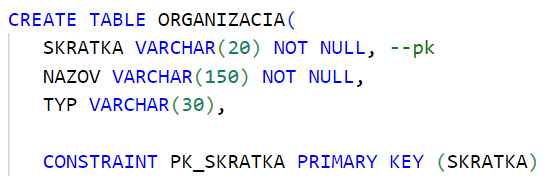 CREATE TABLE ORGANIZACIA(
SKRATKA VARCHAR(20) NOT NULL, --pk
NAZOV VARCHAR(150) NOT NULL,
TYP VARCHAR(30),
CONSTRAINT PK_SKRATKA PRIMARY KEY (SKRATKA)